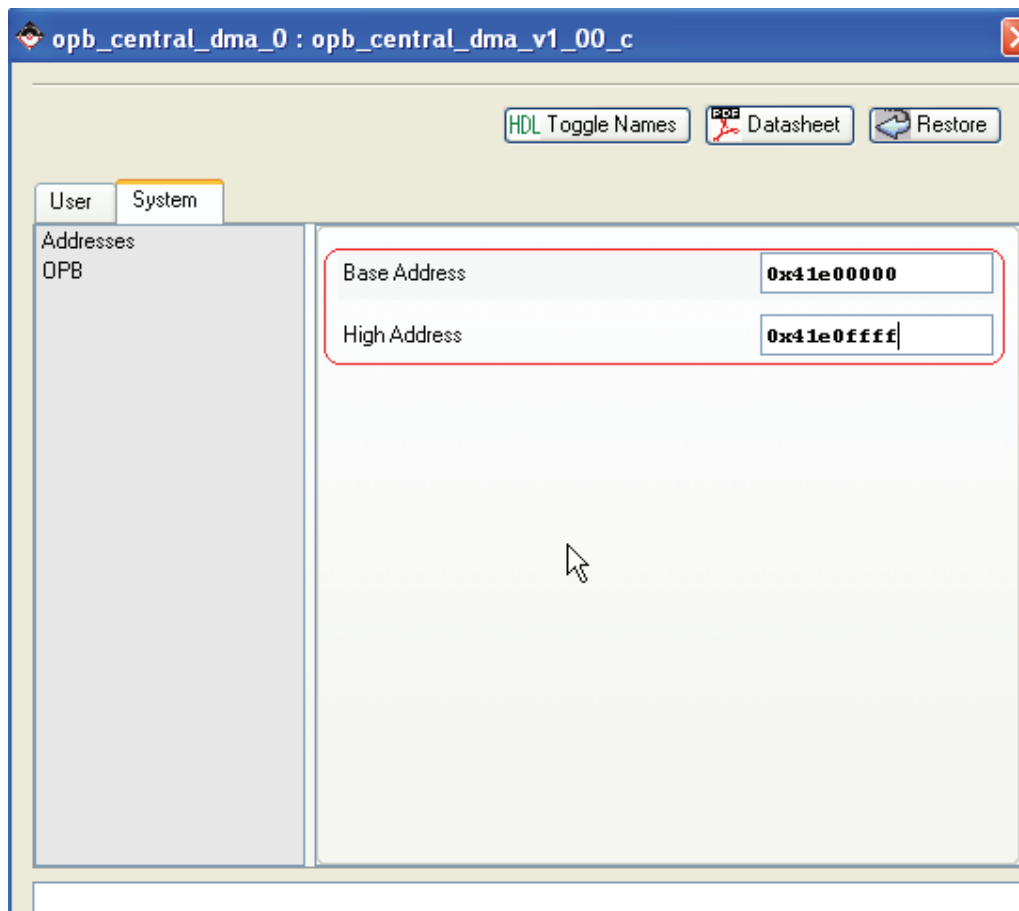 opb_central_dma_0 : opb_central_dma_v1_00_c
HDL Toggle Names PDF Datasheet Restore
User System
Addresses
OPB
Base Address 0x41e00000
High Address 0x41e0ffff